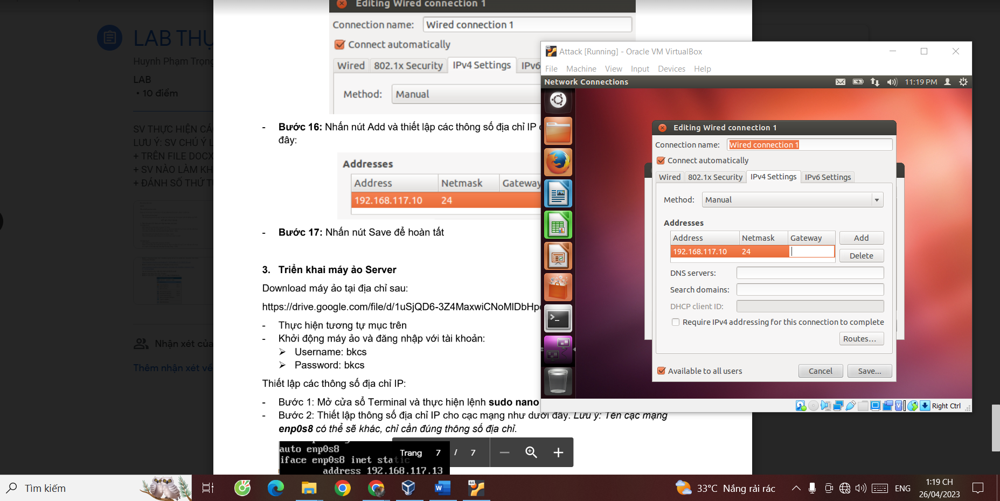 LAB THỰ
Huynh Phạm Trọng
LAB
• 10 điểm
SV THỰC HIỆN CÁ
LƯU Ý: SV CHÚ Ý L
+ TRÊN FILE DOCX
+ SV NÀO LÀM KH
+ ĐÁNH SỐ THỨ T
Nhận xét của
Thêm nhận xét về
Editing Wired connection 1
Connection name: Wired connection 1
Connect automatically
Wired 802.1x Security IPv4 Settings IPv6
Method: Manual
- Bước 16: Nhấn nút Add và thiết lập các thông số địa chỉ IP
đây:
Addresses
Address Netmask Gateway
192.168.117.10 24
- Bước 17: Nhấn nút Save để hoàn tất
3. Triển khai máy ảo Server
Download máy ảo tại địa chỉ sau:
https://drive.google.com/file/d/1uSjQD6-3Z4MaxwiCNoMlDbHp
- Thực hiện tương tự mục trên
- Khởi động máy ảo và đăng nhập với tài khoản:
➢ Username: bkcs
➢ Password: bkcs
Thiết lập các thông số địa chỉ IP:
- Bước 1: Mở cửa sổ Terminal và thực hiện lệnh sudo nano
- Bước 2: Thiết lập thông số địa chỉ IP cho cạc mạng như dưới đây. Lưu ý: Tên cạc mạng
enp0s8 có thể sẽ khác, chỉ cần đúng thông số địa chỉ.
auto enp0s8
iface enp0s8 inet static
address 192.168.117.13
Trang 7 / 7
Attack [Running] - Oracle VM VirtualBox
File Machine View Input Devices Help
Network Connections
11:19 PM
Editing Wired connection 1
Connection name: Wired connection 1
Connect automatically
Wired 802.1x Security IPv4 Settings IPv6 Settings
Method: Manual
Addresses
Address Netmask Gateway Add
192.168.117.10 24
Delete
DNS servers:
Search domains:
DHCP client ID:
Require IPv4 addressing for this connection to complete
Routes...
Available to all users Cancel Save...
Right Ctrl
Tìm kiếm
64
33°C Nắng rải rác
ENG
1:19 CH
26/04/2023